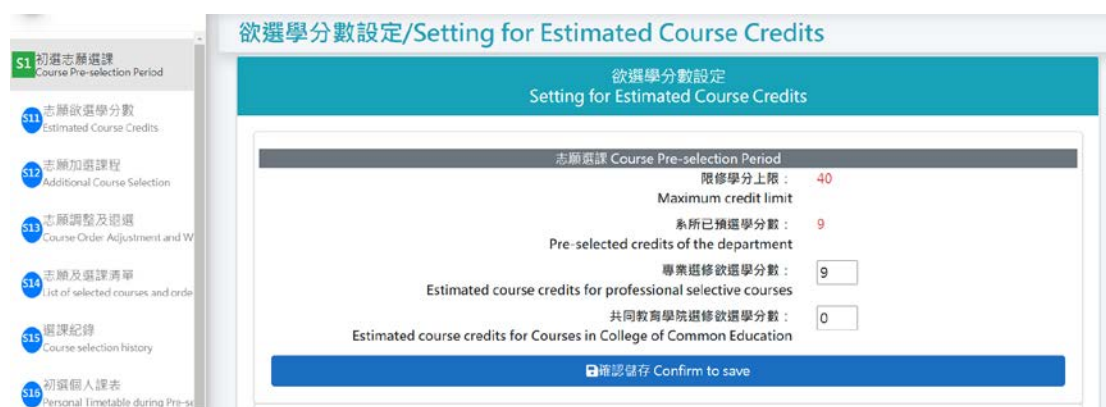 S1 初選志願選課
Course Pre-selection Period
S11 志願欲選學分數
Estimated Course Credits
S12 志願加選課程
Additional Course Selection
S13 志願調整及退選
Course Order Adjustment and W
S14 志願及選課清單
List of selected courses and orde
S15 選課紀錄
Course selection history
S16 初選個人課表
Personal Timetable during Pre-se
欲選學分數設定/Setting for Estimated Course Credits
欲選學分數設定
Setting for Estimated Course Credits
志願選課 Course Pre-selection Period
限修學分上限： 40
Maximum credit limit
系所已預選學分數： 9
Pre-selected credits of the department
專業選修欲選學分數： 9
Estimated course credits for professional selective courses
共同教育學院選修欲選學分數： 0
Estimated course credits for Courses in College of Common Education
確認儲存 Confirm to save